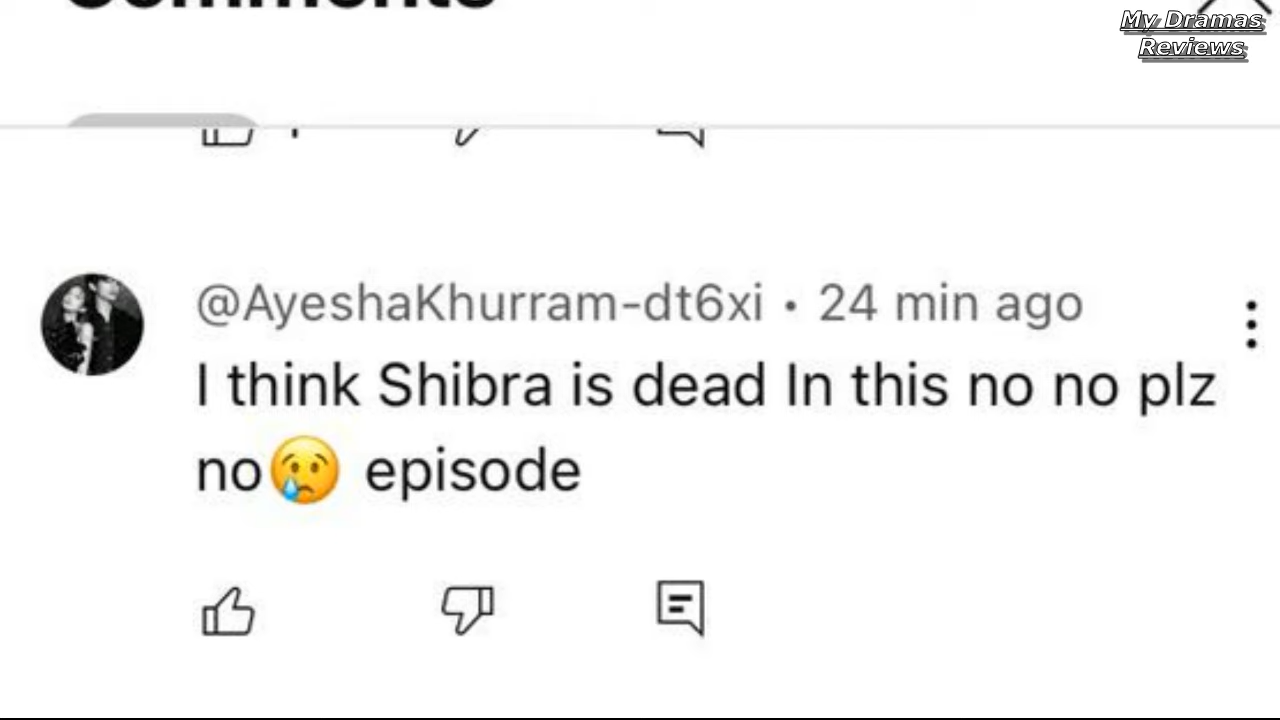 Comments
My Dramas
Reviews
@AyeshaKhurram-dt6xi • 24 min ago
I think Shibra is dead In this no no plz
no😢 episode